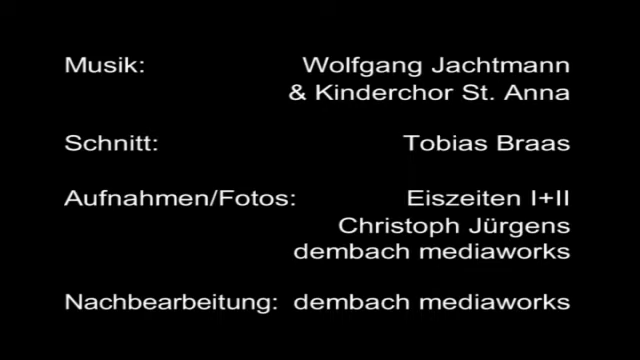 Musik: Wolfgang Jachtmann
& Kinderchor St. Anna
Schnitt: Tobias Braas
Aufnahmen/Fotos: Eiszeiten I+II
Christoph Jürgens
dembach mediaworks
Nachbearbeitung: dembach mediaworks